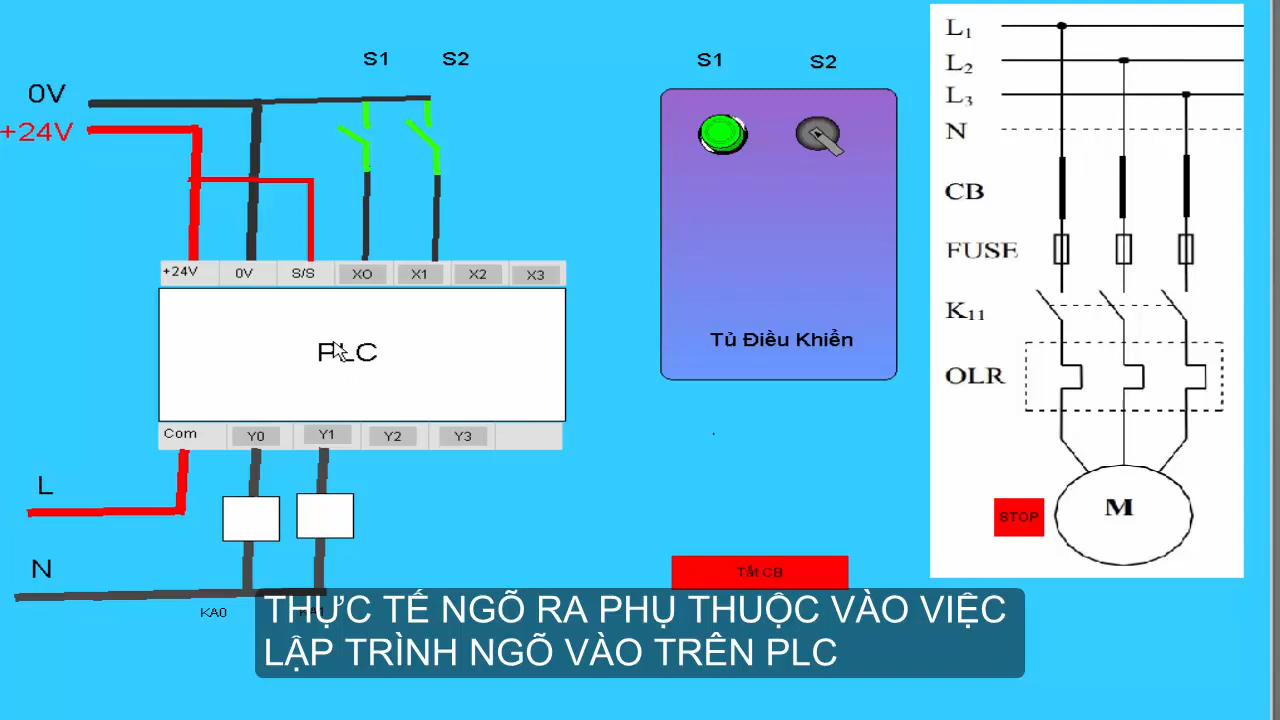 S1 S2
0V
+24V
+24V 0V S/S X0 X1 X2 X3
PLC
Com Y0 Y1 Y2 Y3
L
N
KA0
S1 S2
Tủ Điều Khiển
Tắt CB
L1
L2
L3
N
CB
FUSE
K11
OLR
M
STOP
THỰC TẾ NGÕ RA PHỤ THUỘC VÀO VIỆC
LẬP TRÌNH NGÕ VÀO TRÊN PLC